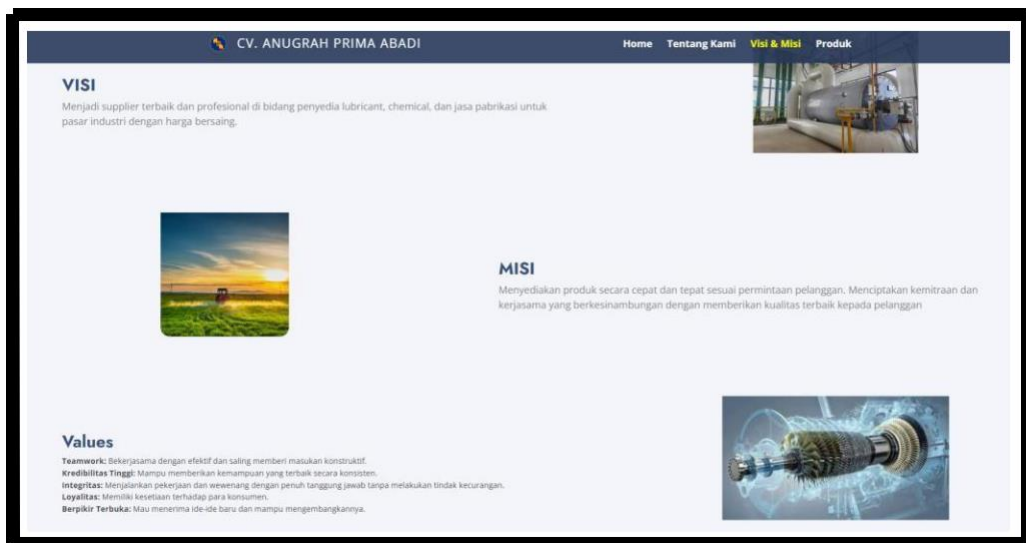 CV. ANUGRAH PRIMA ABADI
Home Tentang Kami Visi & Misi Produk
VISI
Menjadi supplier terbaik dan profesional di bidang penyedia lubricant, chemical, dan jasa pabrikasi untuk
pasar industri dengan harga bersaing.
MISI
Menyediakan produk secara cepat dan tepat sesuai permintaan pelanggan. Menciptakan kemitraan dan
kerjasama yang berkesinambungan dengan memberikan kualitas terbaik kepada pelanggan
Values
Teamwork: Bekerjasama dengan efektif dan saling memberi masukan konstruktif.
Kredibilitas Tinggi: Mampu memberikan kemampuan yang terbaik secara konsisten.
Integritas: Menjalankan pekerjaan dan wewenang dengan penuh tanggung jawab tanpa melakukan tindak kecurangan.
Loyalitas: Memiliki kesetiaan terhadap para konsumen.
Berpikir Terbuka: Mau menerima ide-ide baru dan mampu mengembangkannya.